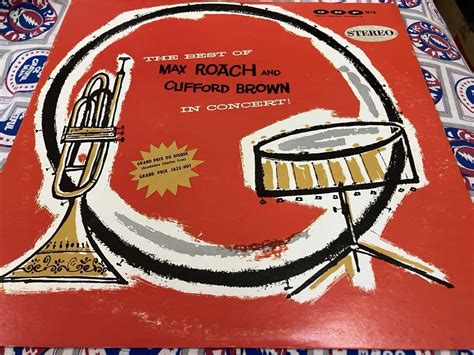 GNP
STEREO
THE BEST OF
MAX ROACH AND
CLIFFORD BROWN
IN CONCERT!
GRAND PRIX DU DISQUE
GRAND PRIX JAZZ-HOT